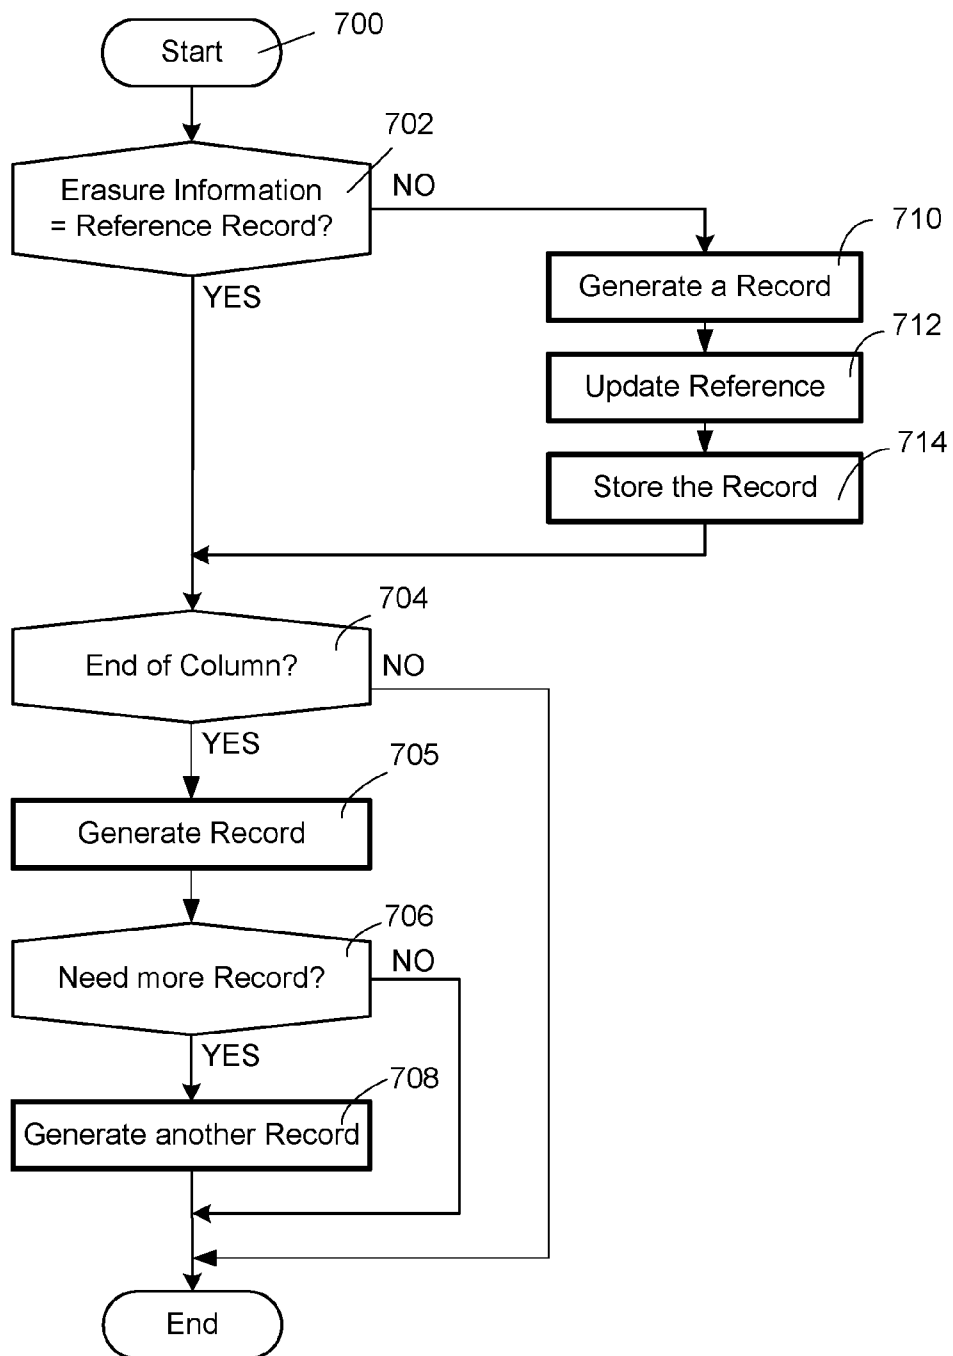 700
Start
702
Erasure Information
= Reference Record?
NO
YES
710
Generate a Record
712
Update Reference
714
Store the Record
704
End of Column?
NO
YES
705
Generate Record
706
Need more Record?
NO
YES
708
Generate another Record
End